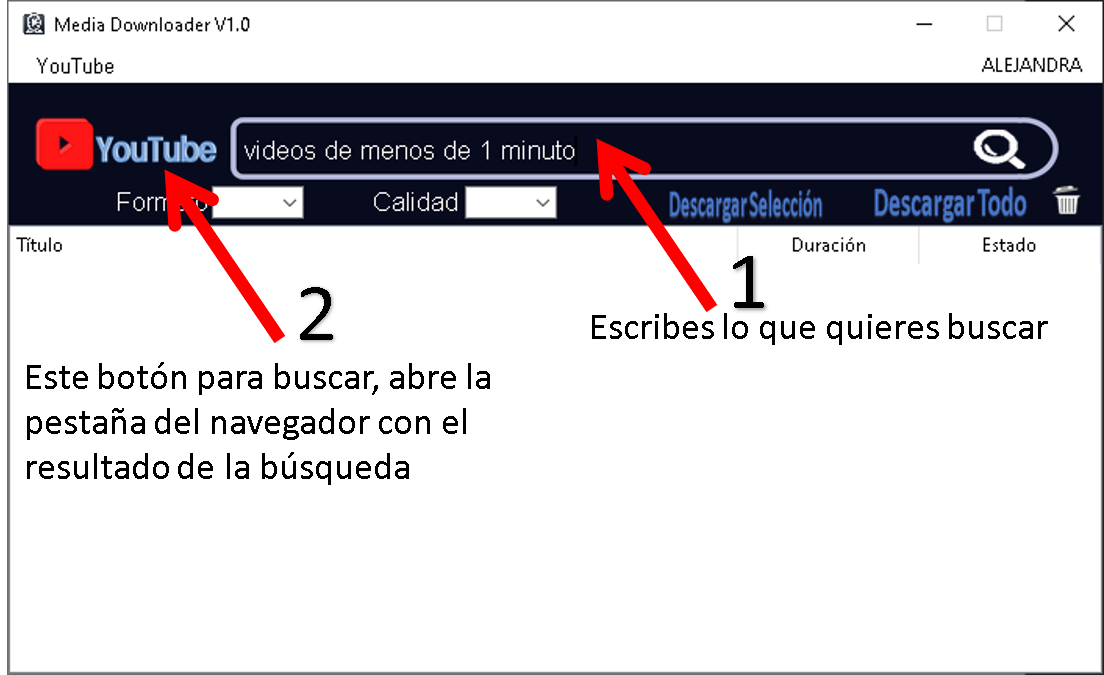 Media Downloader V1.0
YouTube
ALEJANDRA
YouTube
videos de menos de 1 minuto
Formato
Calidad
Descargar Selección
Descargar Todo
Título
Duración
Estado
1
Escribes lo que quieres buscar
2
Este botón para buscar, abre la
pestaña del navegador con el
resultado de la búsqueda